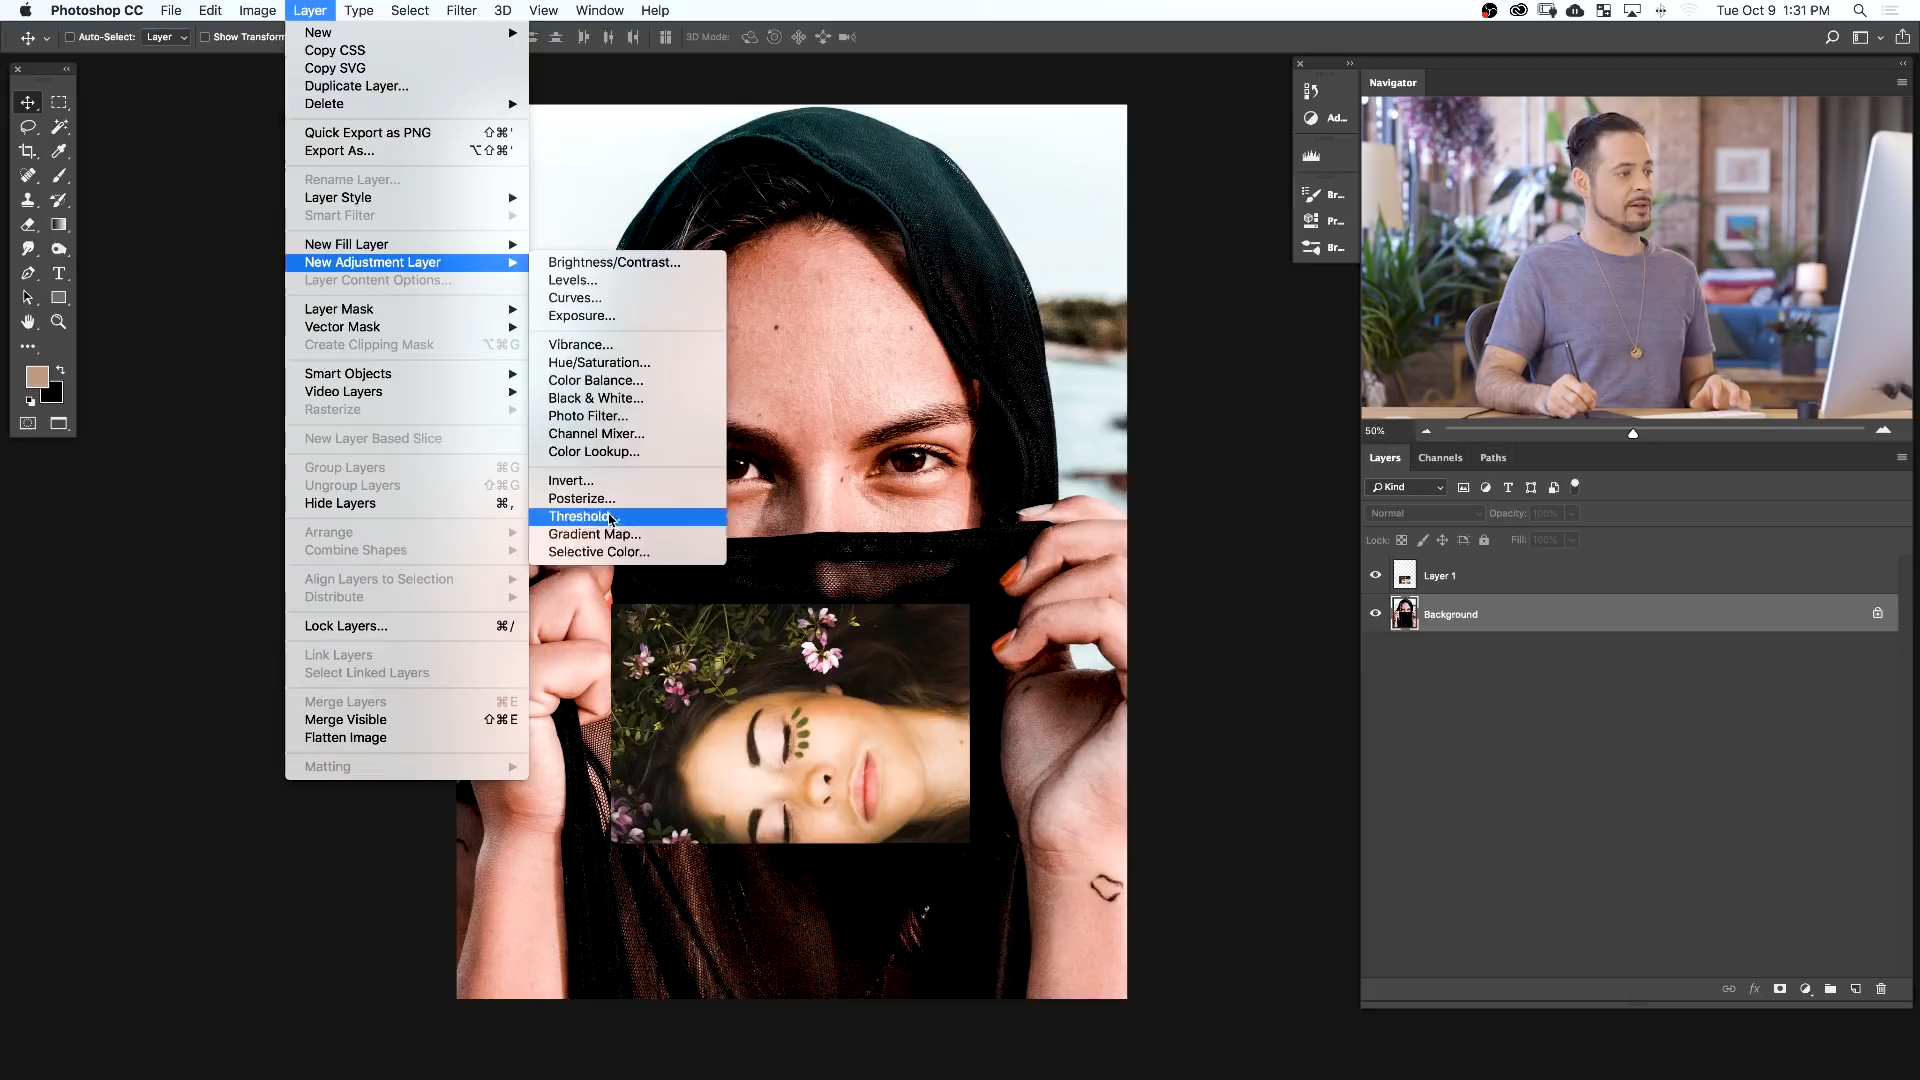 Photoshop CC File Edit Image Layer Type Select Filter 3D View Window Help Tue Oct 9 1:31 PM
Auto-Select: Layer Show Transform 3D Mode:
New
Copy CSS
Copy SVG
Duplicate Layer...
Delete
Quick Export as PNG ⇧⌘'
Export As... ⌥⇧⌘'
Rename Layer...
Layer Style
Smart Filter
New Fill Layer
New Adjustment Layer
Layer Content Options...
Layer Mask
Vector Mask
Create Clipping Mask ⌥⌘G
Smart Objects
Video Layers
Rasterize
New Layer Based Slice
Group Layers ⌘G
Ungroup Layers ⇧⌘G
Hide Layers ⌘,
Arrange
Combine Shapes
Align Layers to Selection
Distribute
Lock Layers... ⌘/
Link Layers
Select Linked Layers
Merge Layers ⌘E
Merge Visible ⇧⌘E
Flatten Image
Matting
Brightness/Contrast...
Levels...
Curves...
Exposure...
Vibrance...
Hue/Saturation...
Color Balance...
Black & White...
Photo Filter...
Channel Mixer...
Color Lookup...
Invert...
Posterize...
Threshold...
Gradient Map...
Selective Color...
Ad...
Br...
Pr...
Br...
Navigator
50%
Layers Channels Paths
Kind
Normal Opacity: 100%
Lock: Fill: 100%
Layer 1
Background
fx